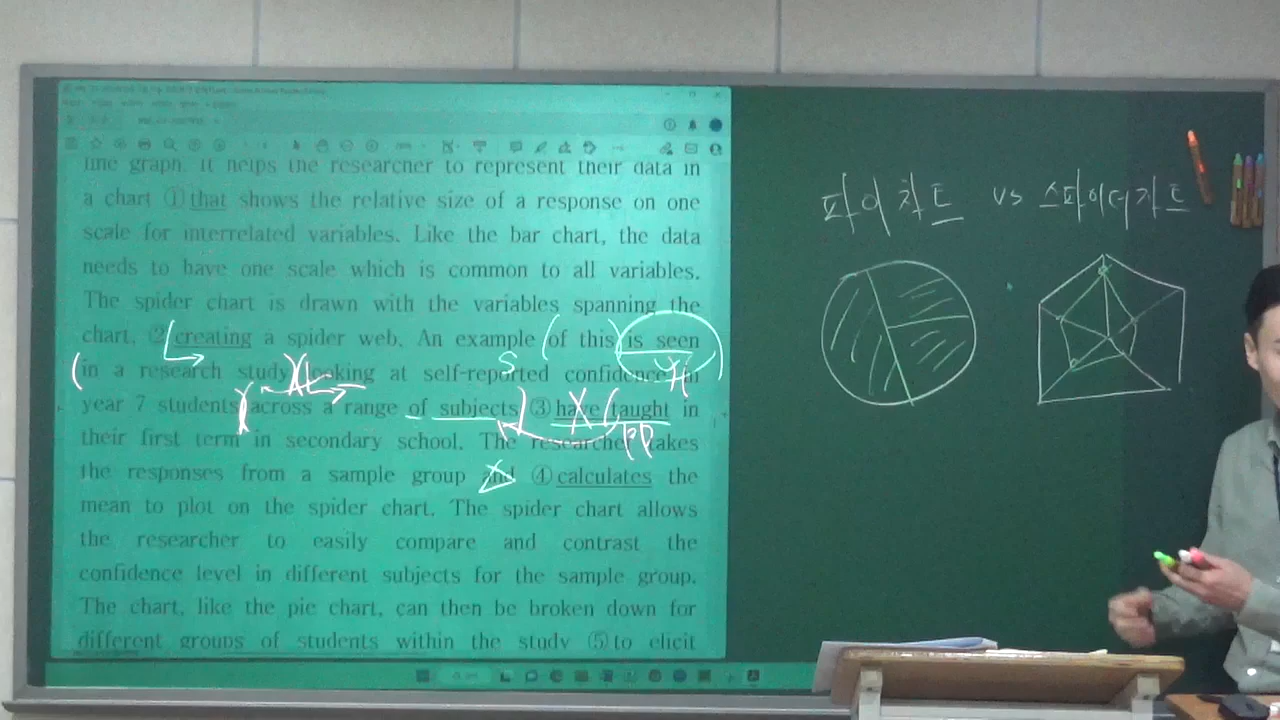 line graph. It helps the researcher to represent their data in
a chart ① that shows the relative size of a response on one
scale for interrelated variables. Like the bar chart, the data
needs to have one scale which is common to all variables.
The spider chart is drawn with the variables spanning the
chart, ② creating a spider web. An example of this is seen
in a research study looking at self-reported confidence in
year 7 students across a range of subjects ③ have taught in
their first term in secondary school. The researcher takes
the responses from a sample group and ④ calculates the
mean to plot on the spider chart. The spider chart allows
the researcher to easily compare and contrast the
confidence level in different subjects for the sample group.
The chart, like the pie chart, can then be broken down for
different groups of students within the study ⑤ to elicit
S
PP
파이 차트 vs 스파이더차트